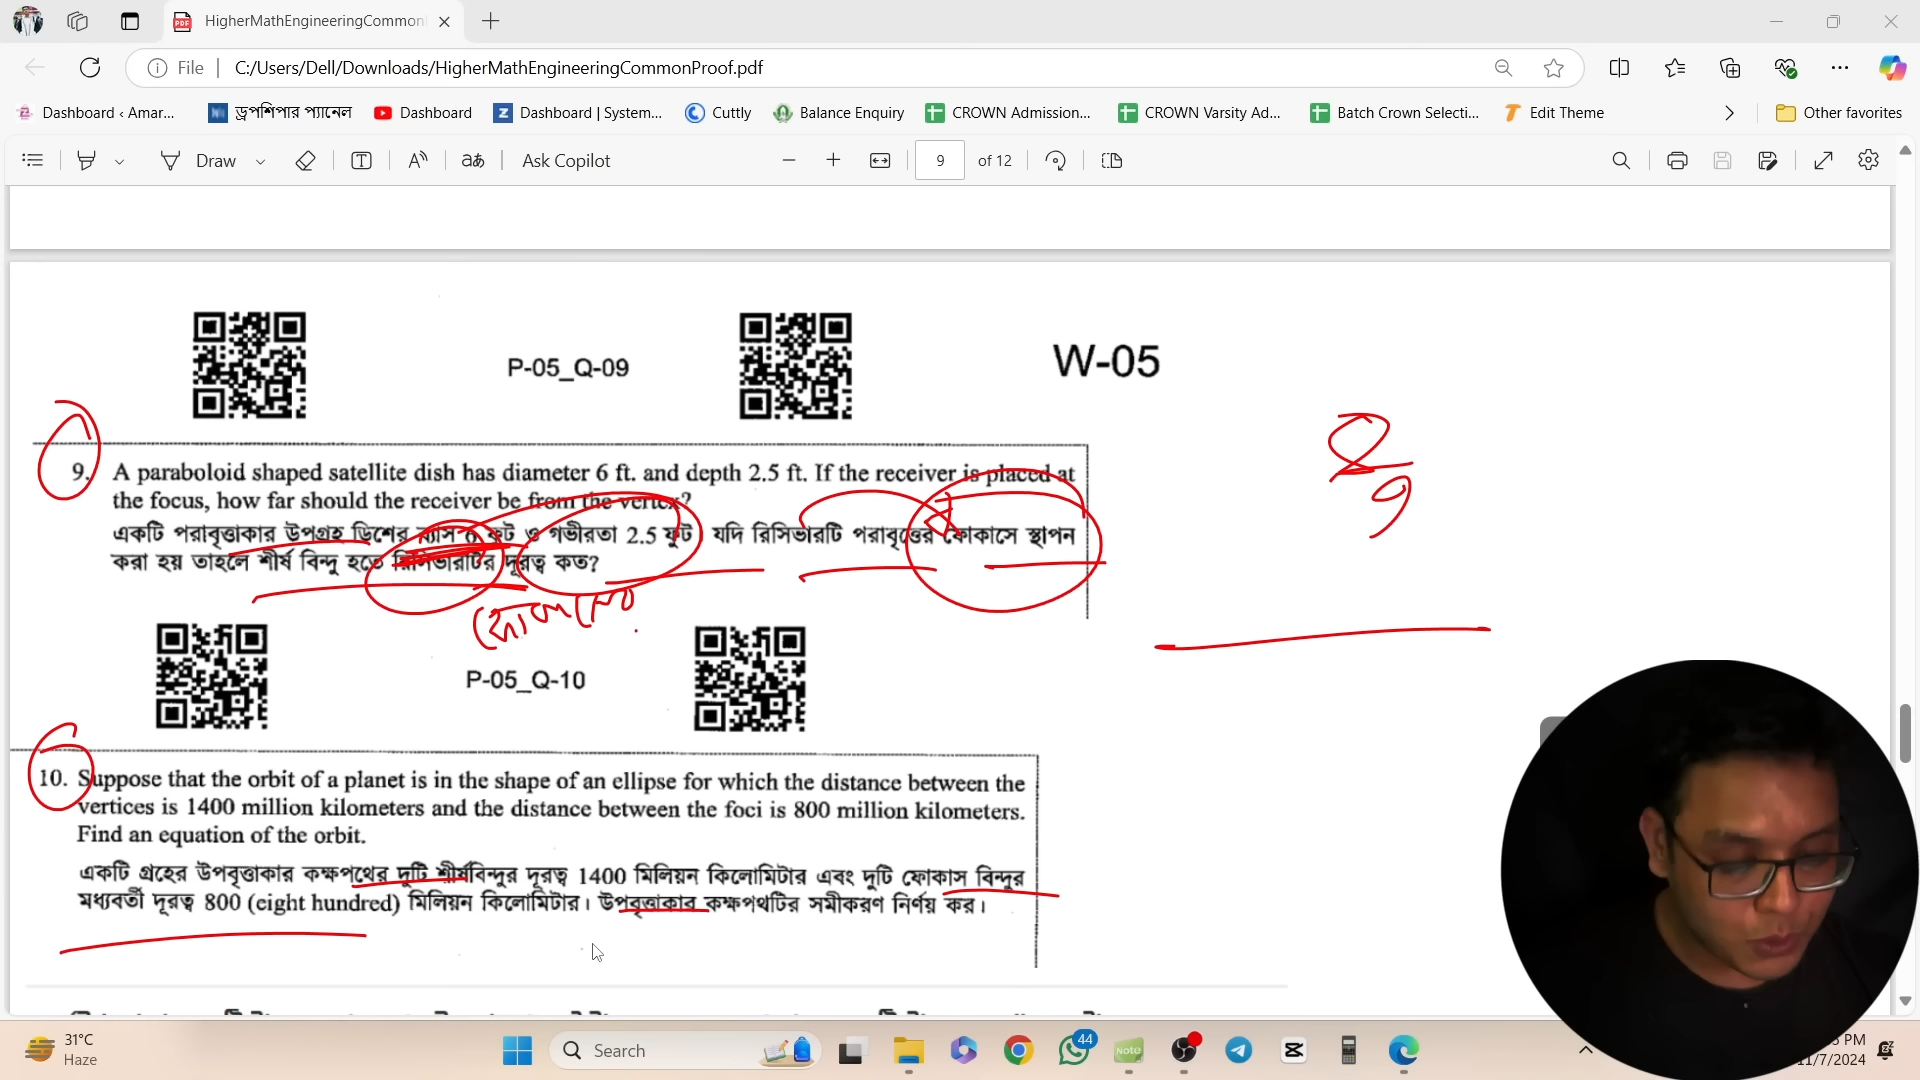 HigherMathEngineeringCommon
File
C:/Users/Dell/Downloads/HigherMathEngineeringCommonProof.pdf
Dashboard ‹ Amar...
ড্রপশিপার প্যানেল
Dashboard
Dashboard | System...
Cuttly
Balance Enquiry
CROWN Admission...
CROWN Varsity Ad...
Batch Crown Selecti...
Edit Theme
Other favorites
Draw
Ask Copilot
9 of 12
P-05_Q-09
W-05
9. A paraboloid shaped satellite dish has diameter 6 ft. and depth 2.5 ft. If the receiver is placed at
the focus, how far should the receiver be from the vertex?
একটি পরাবৃত্তাকার উপগ্রহ ডিশের ব্যাস 6 ফুট ও গভীরতা 2.5 ফুট যদি রিসিভারটি পরাবৃত্তের ফোকাসে স্থাপন
করা হয় তাহলে শীর্ষ বিন্দু হতে রিসিভারটির দূরত্ব কত?
P-05_Q-10
10. Suppose that the orbit of a planet is in the shape of an ellipse for which the distance between the
vertices is 1400 million kilometers and the distance between the foci is 800 million kilometers.
Find an equation of the orbit.
একটি গ্রহের উপবৃত্তাকার কক্ষপথের দুটি শীর্ষবিন্দুর দূরত্ব 1400 মিলিয়ন কিলোমিটার এবং দুটি ফোকাস বিন্দুর
মধ্যবর্তী দূরত্ব 800 (eight hundred) মিলিয়ন কিলোমিটার। উপবৃত্তাকার কক্ষপথটির সমীকরণ নির্ণয় কর।
31°C
Haze
Search
44
PM
11/7/2024